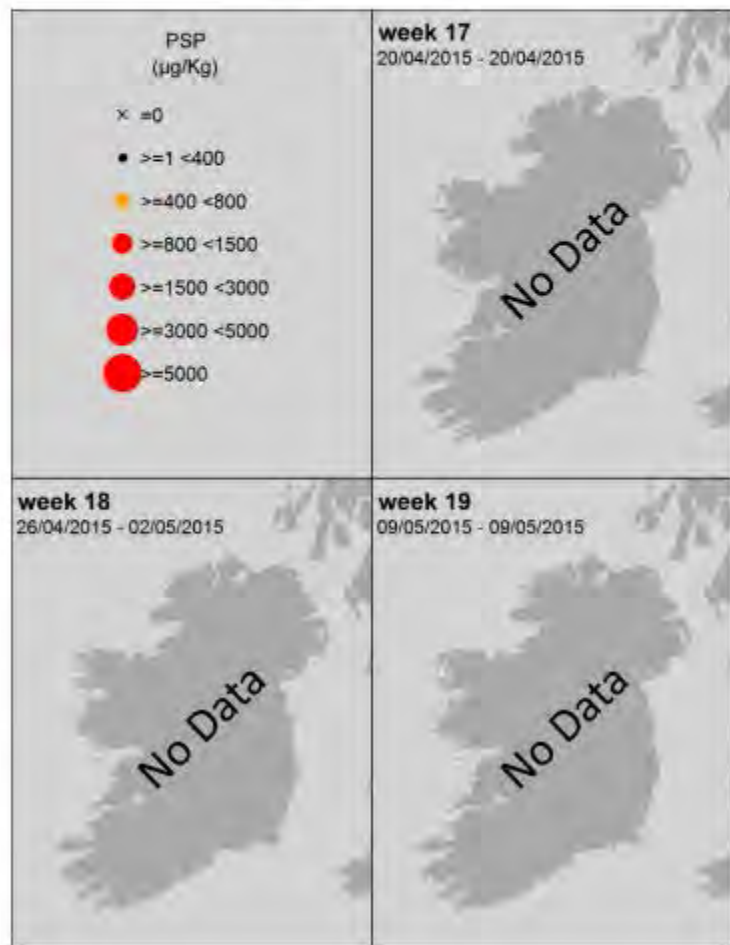 PSP
(µg/Kg)
=0
>=1 <400
>=400 <800
>=800 <1500
>=1500 <3000
>=3000 <5000
>=5000
week 17
20/04/2015 - 20/04/2015
No Data
week 18
26/04/2015 - 02/05/2015
No Data
week 19
09/05/2015 - 09/05/2015
No Data